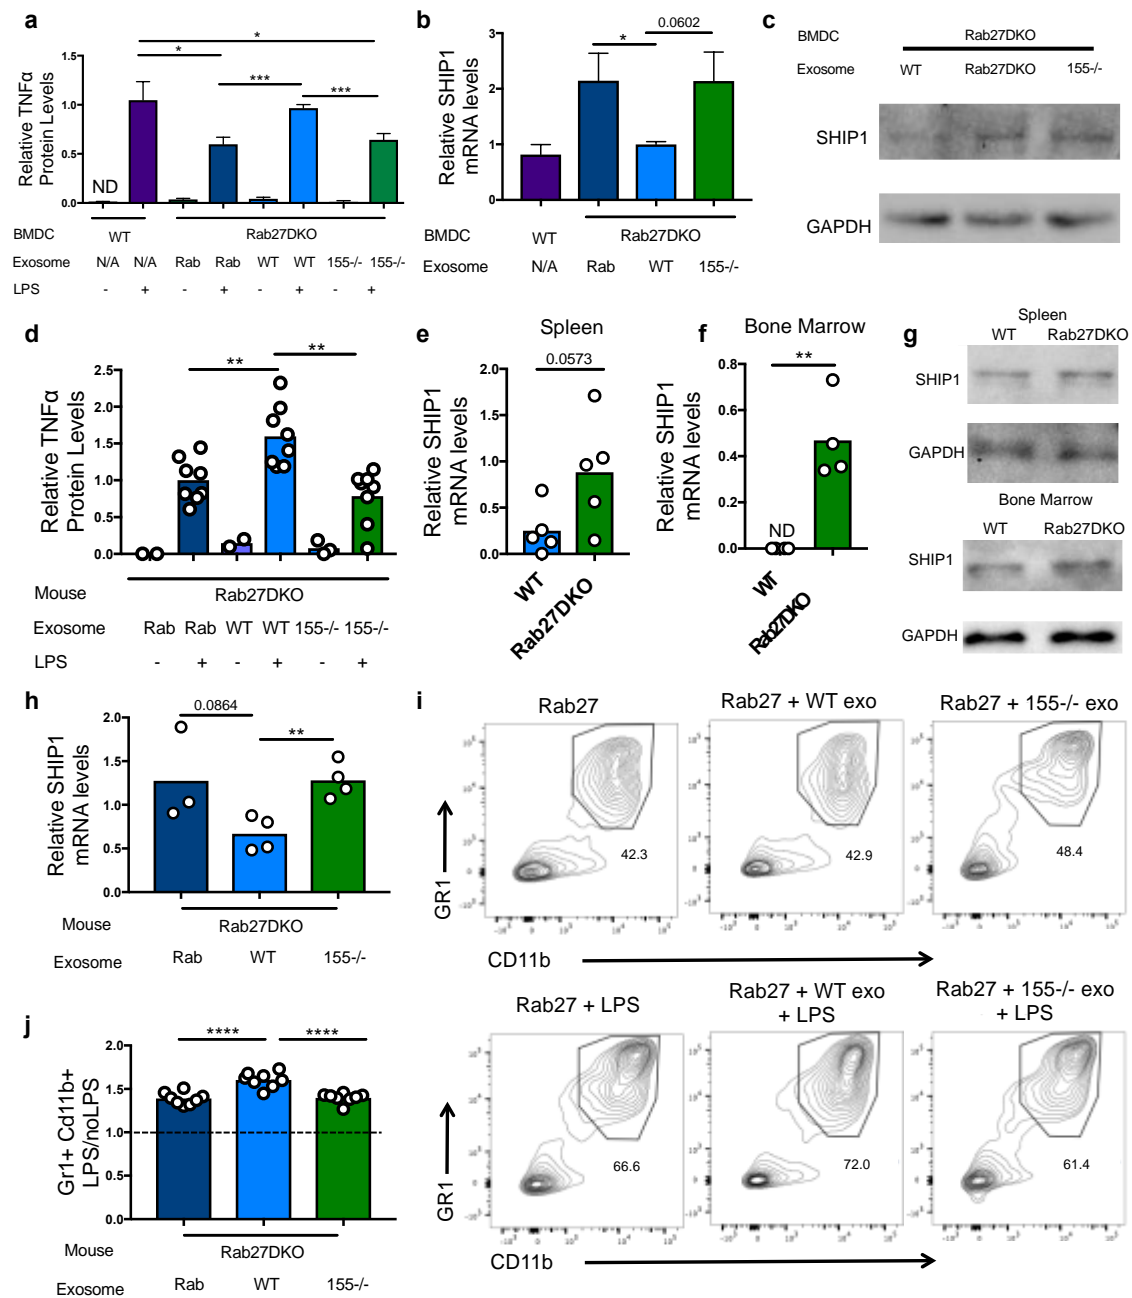 a
Relative TNFα
Protein Levels
1.5
1.0
0.5
0.0
ND
*
*
***
***
BMDC
WT
Rab27DKO
Exosome
N/A N/A Rab Rab WT WT 155-/- 155-/-
LPS
- + - + - + - +
b
Relative SHIP1
mRNA levels
3
2
1
0
*
0.0602
BMDC
WT
Rab27DKO
Exosome
N/A Rab WT 155-/-
c
BMDC
Rab27DKO
Exosome
WT Rab27DKO 155-/-
SHIP1
GAPDH
d
Relative TNFα
Protein Levels
2.5
2.0
1.5
1.0
0.5
0.0
**
**
Mouse
Rab27DKO
Exosome
Rab Rab WT WT 155-/- 155-/-
LPS
- + - + - +
e
Spleen
Relative SHIP1
mRNA levels
2.0
1.5
1.0
0.5
0.0
0.0573
WT
Rab27DKO
f
Bone Marrow
Relative SHIP1
mRNA levels
0.8
0.6
0.4
0.2
0.0
**
ND
WT
Rab27DKO
g
Spleen
WT Rab27DKO
SHIP1
GAPDH
Bone Marrow
WT Rab27DKO
SHIP1
GAPDH
h
Relative SHIP1
mRNA levels
2.0
1.5
1.0
0.5
0.0
0.0864
**
Mouse
Rab27DKO
Exosome
Rab WT 155-/-
i
Rab27
Rab27 + WT exo
Rab27 + 155-/- exo
42.3
42.9
48.4
GR1
CD11b
Rab27 + LPS
Rab27 + WT exo
+ LPS
Rab27 + 155-/- exo
+ LPS
66.6
72.0
61.4
GR1
CD11b
j
Gr1+ Cd11b+
LPS/noLPS
2.0
1.5
1.0
0.5
0.0
****
****
Mouse
Rab27DKO
Exosome
Rab WT 155-/-